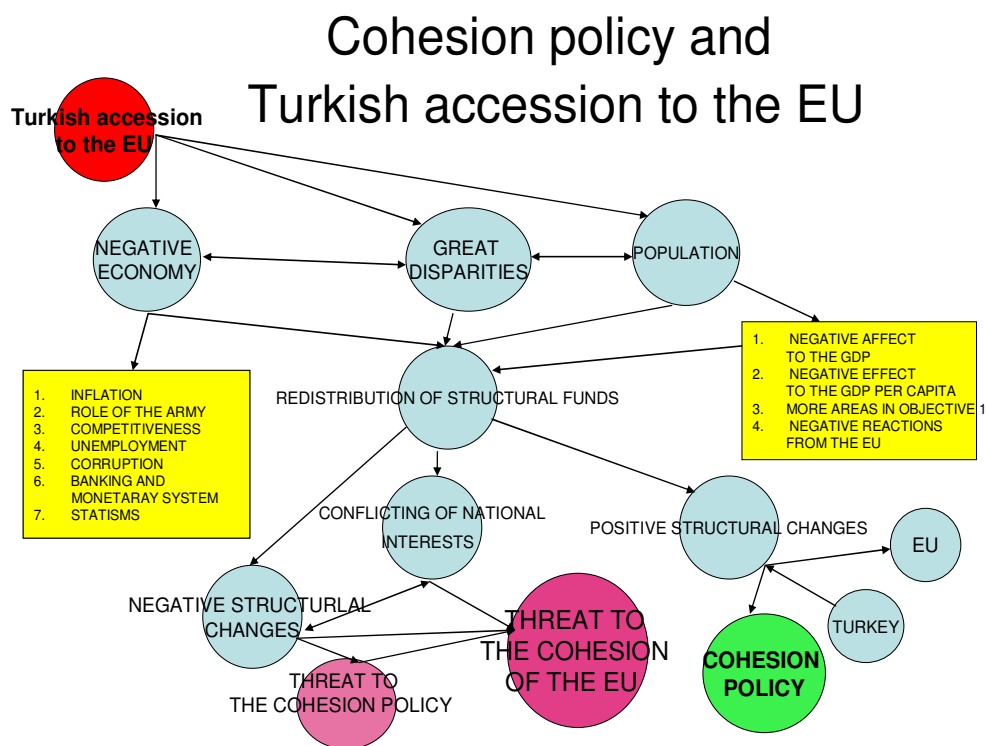 Cohesion policy and
Turkish accession to the EU
Turkish accession
to the EU
NEGATIVE
ECONOMY
GREAT
DISPARITIES
POPULATION
1. INFLATION
2. ROLE OF THE ARMY
3. COMPETITIVENESS
4. UNEMPLOYMENT
5. CORRUPTION
6. BANKING AND
MONETARAY SYSTEM
7. STATISMS
REDISTRIBUTION OF STRUCTURAL FUNDS
1. NEGATIVE AFFECT
TO THE GDP
2. NEGATIVE EFFECT
TO THE GDP PER CAPITA
3. MORE AREAS IN OBJECTIVE 1
4. NEGATIVE REACTIONS
FROM THE EU
CONFLICTING OF NATIONAL
INTERESTS
POSITIVE STRUCTURAL CHANGES
EU
NEGATIVE STRUCTURLAL
CHANGES
THREAT TO
THE COHESION
OF THE EU
TURKEY
COHESION
POLICY
THREAT TO
THE COHESION POLICY